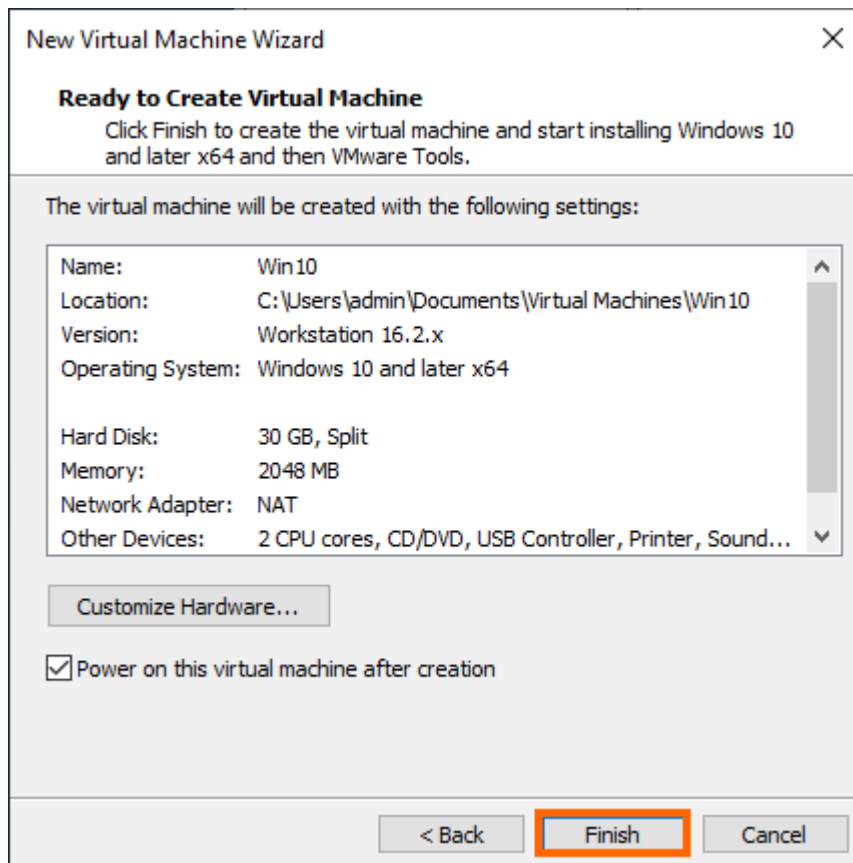 New Virtual Machine Wizard
Ready to Create Virtual Machine
Click Finish to create the virtual machine and start installing Windows 10
and later x64 and then VMware Tools.
The virtual machine will be created with the following settings:
Name: Win10
Location: C:\Users\admin\Documents\Virtual Machines\Win10
Version: Workstation 16.2.x
Operating System: Windows 10 and later x64
Hard Disk: 30 GB, Split
Memory: 2048 MB
Network Adapter: NAT
Other Devices: 2 CPU cores, CD/DVD, USB Controller, Printer, Sound...
Customize Hardware...
Power on this virtual machine after creation
< Back Finish Cancel